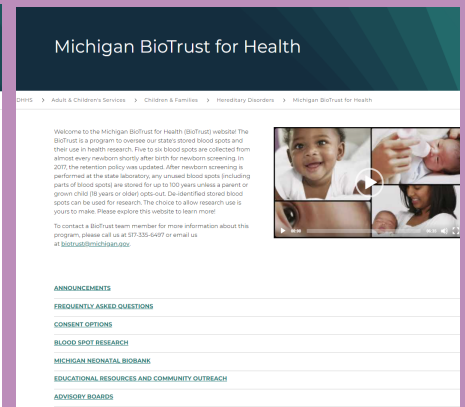 Michigan BioTrust for Health
DHHS > Adult & Children's Services > Children & Families > Hereditary Disorders > Michigan BioTrust for Health
Welcome to the Michigan BioTrust for Health (BioTrust) website! The
BioTrust is a program to oversee our state's stored blood spots and
their use in health research. Five to six blood spots are collected from
almost every newborn shortly after birth for newborn screening. In
2017, the retention policy was updated. After newborn screening is
performed at the state laboratory, any unused blood spots (including
parts of blood spots) are stored for up to 100 years unless a parent or
grown child (18 years or older) opts-out. De-identified stored blood
spots can be used for research. The choice to allow research use is
yours to make. Please explore this website to learn more!
To contact a BioTrust team member for more information about this
program, please call us at 517-335-6497 or email us
at biotrust@michigan.gov.
ANNOUNCEMENTS
FREQUENTLY ASKED QUESTIONS
CONSENT OPTIONS
BLOOD SPOT RESEARCH
MICHIGAN NEONATAL BIOBANK
EDUCATIONAL RESOURCES AND COMMUNITY OUTREACH
ADVISORY BOARDS